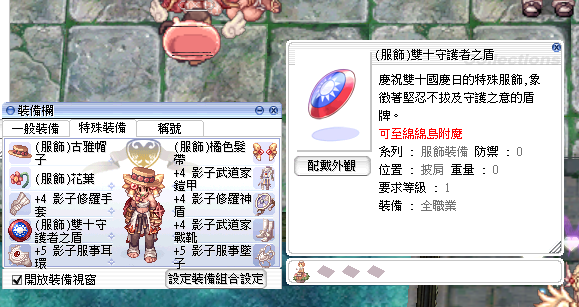 (服飾)雙十守護者之盾
慶祝雙十國慶日的特殊服飾,象
徵著堅忍不拔及守護之意的盾
牌。
可至綿綿島附魔
系列 : 服飾裝備 防禦 : 0
位置 : 披肩 重量 : 0
要求等級 : 1
裝備 : 全職業
配戴外觀
裝備欄
一般裝備
特殊裝備
稱號
(服飾)古雅帽
子
(服飾)花葉
+4 影子修羅手
套
(服飾)雙十守
護者之盾
+5 影子服事耳
環
(服飾)橘色髮
帶
+4 影子武道家
鎧甲
+4 影子修羅神
盾
+4 影子武道家
戰靴
+5 影子服事墜
子
開放裝備視窗
設定裝備組合設定